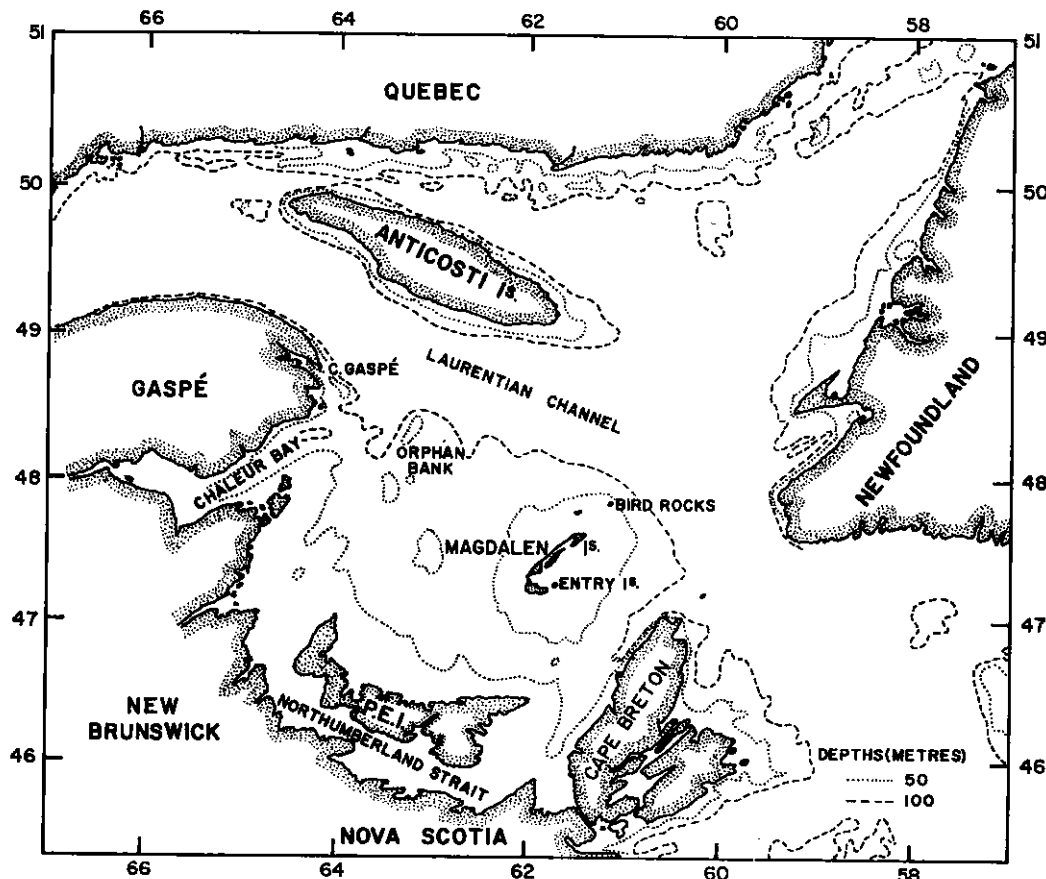 66 64 62 60 58
51 51
QUEBEC
50 50
ANTICOSTI Is.
49 49
LAURENTIAN CHANNEL
C. GASPÉ
GASPÉ
ORPHAN
BANK
NEWFOUNDLAND
CHALEUR BAY
48 48
BIRD ROCKS
MAGDALEN Is.
ENTRY Is.
47 47
NEW
BRUNSWICK
P.E.I.
NORTHUMBERLAND STRAIT
CAPE BRETON
46 46
DEPTHS (METRES)
50
100
NOVA SCOTIA
66 64 62 60 58